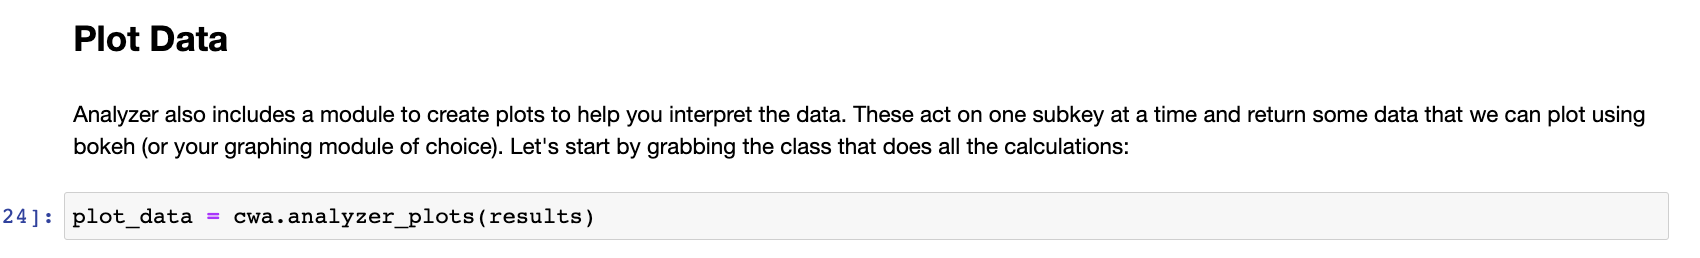 Plot Data
Analyzer also includes a module to create plots to help you interpret the data. These act on one subkey at a time and return some data that we can plot using
bokeh (or your graphing module of choice). Let's start by grabbing the class that does all the calculations:
24]: plot_data = cwa.analyzer_plots(results)